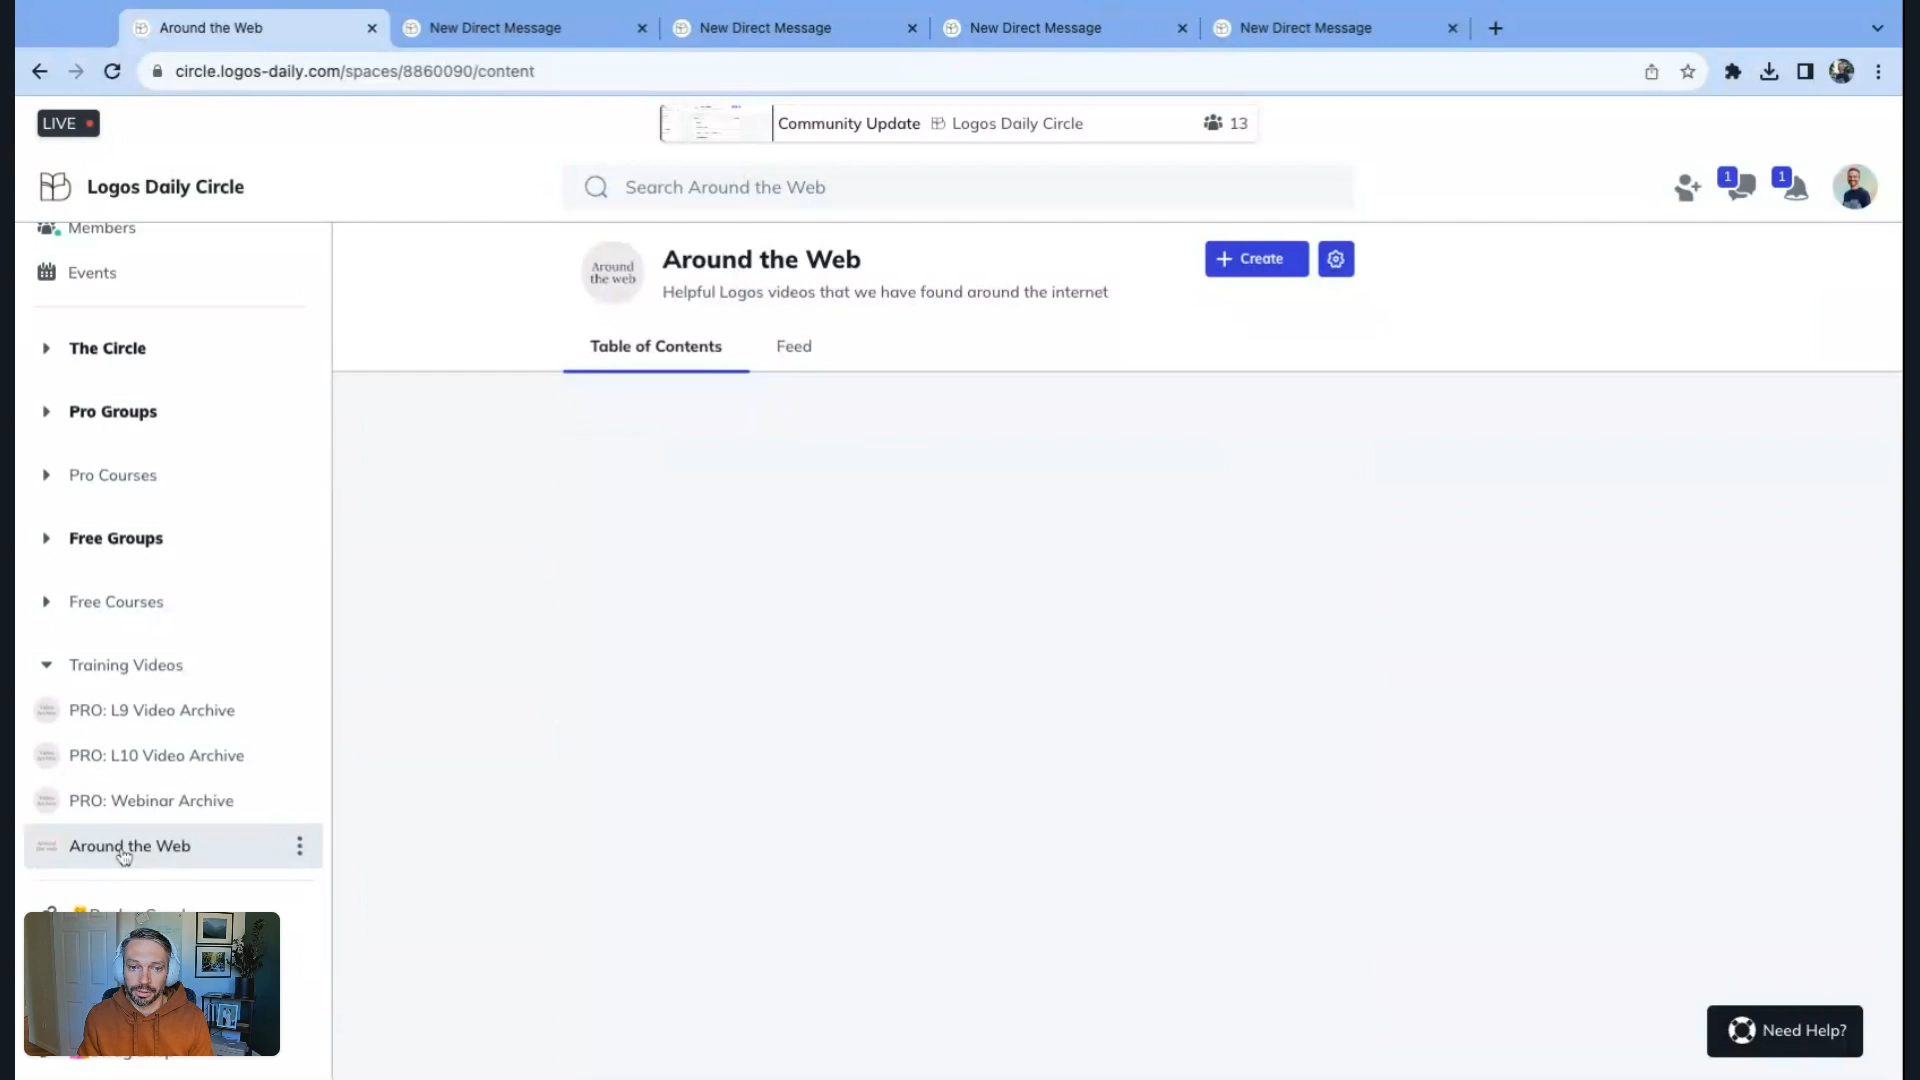 Around the Web
New Direct Message
New Direct Message
New Direct Message
New Direct Message
circle.logos-daily.com/spaces/8860090/content
LIVE
Community Update Logos Daily Circle 13
Logos Daily Circle
Search Around the Web
1
1
Members
Events
The Circle
Pro Groups
Pro Courses
Free Groups
Free Courses
Training Videos
PRO: L9 Video Archive
PRO: L10 Video Archive
PRO: Webinar Archive
Around the Web
Around
the web
Around the Web
Helpful Logos videos that we have found around the internet
+ Create
Table of Contents
Feed
Need Help?